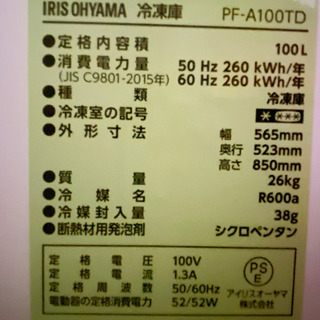 IRIS OHYAMA 冷凍庫 PF-A100TD
●定格内容積 100L
●消費電力量 50 Hz 260 kWh/年
(JIS C9801-2015年) 60 Hz 260 kWh/年
●種類 冷凍庫
●冷凍室の記号
●外形寸法 幅 565mm
奥行 523mm
高さ 850mm
●質量 26kg
●冷媒名 R600a
●冷媒封入量 38g
●断熱材用発泡剤 シクロペンタン
定格電圧 100V
定格電流 1.3A
定格周波数 50/60Hz
電動機の定格消費電力 52/52W
PSE
アイリスオーヤマ
株式会社